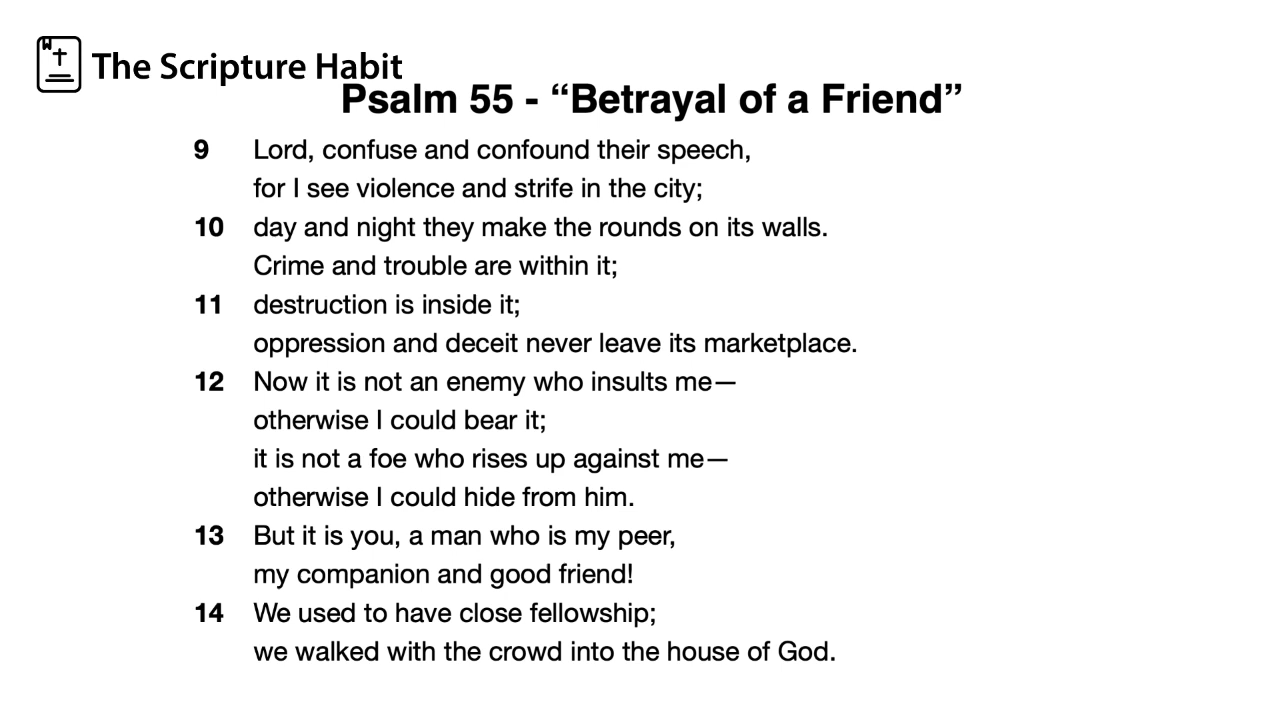 The Scripture Habit
Psalm 55 - “Betrayal of a Friend”
9 Lord, confuse and confound their speech,
for I see violence and strife in the city;
10 day and night they make the rounds on its walls.
Crime and trouble are within it;
11 destruction is inside it;
oppression and deceit never leave its marketplace.
12 Now it is not an enemy who insults me—
otherwise I could bear it;
it is not a foe who rises up against me—
otherwise I could hide from him.
13 But it is you, a man who is my peer,
my companion and good friend!
14 We used to have close fellowship;
we walked with the crowd into the house of God.